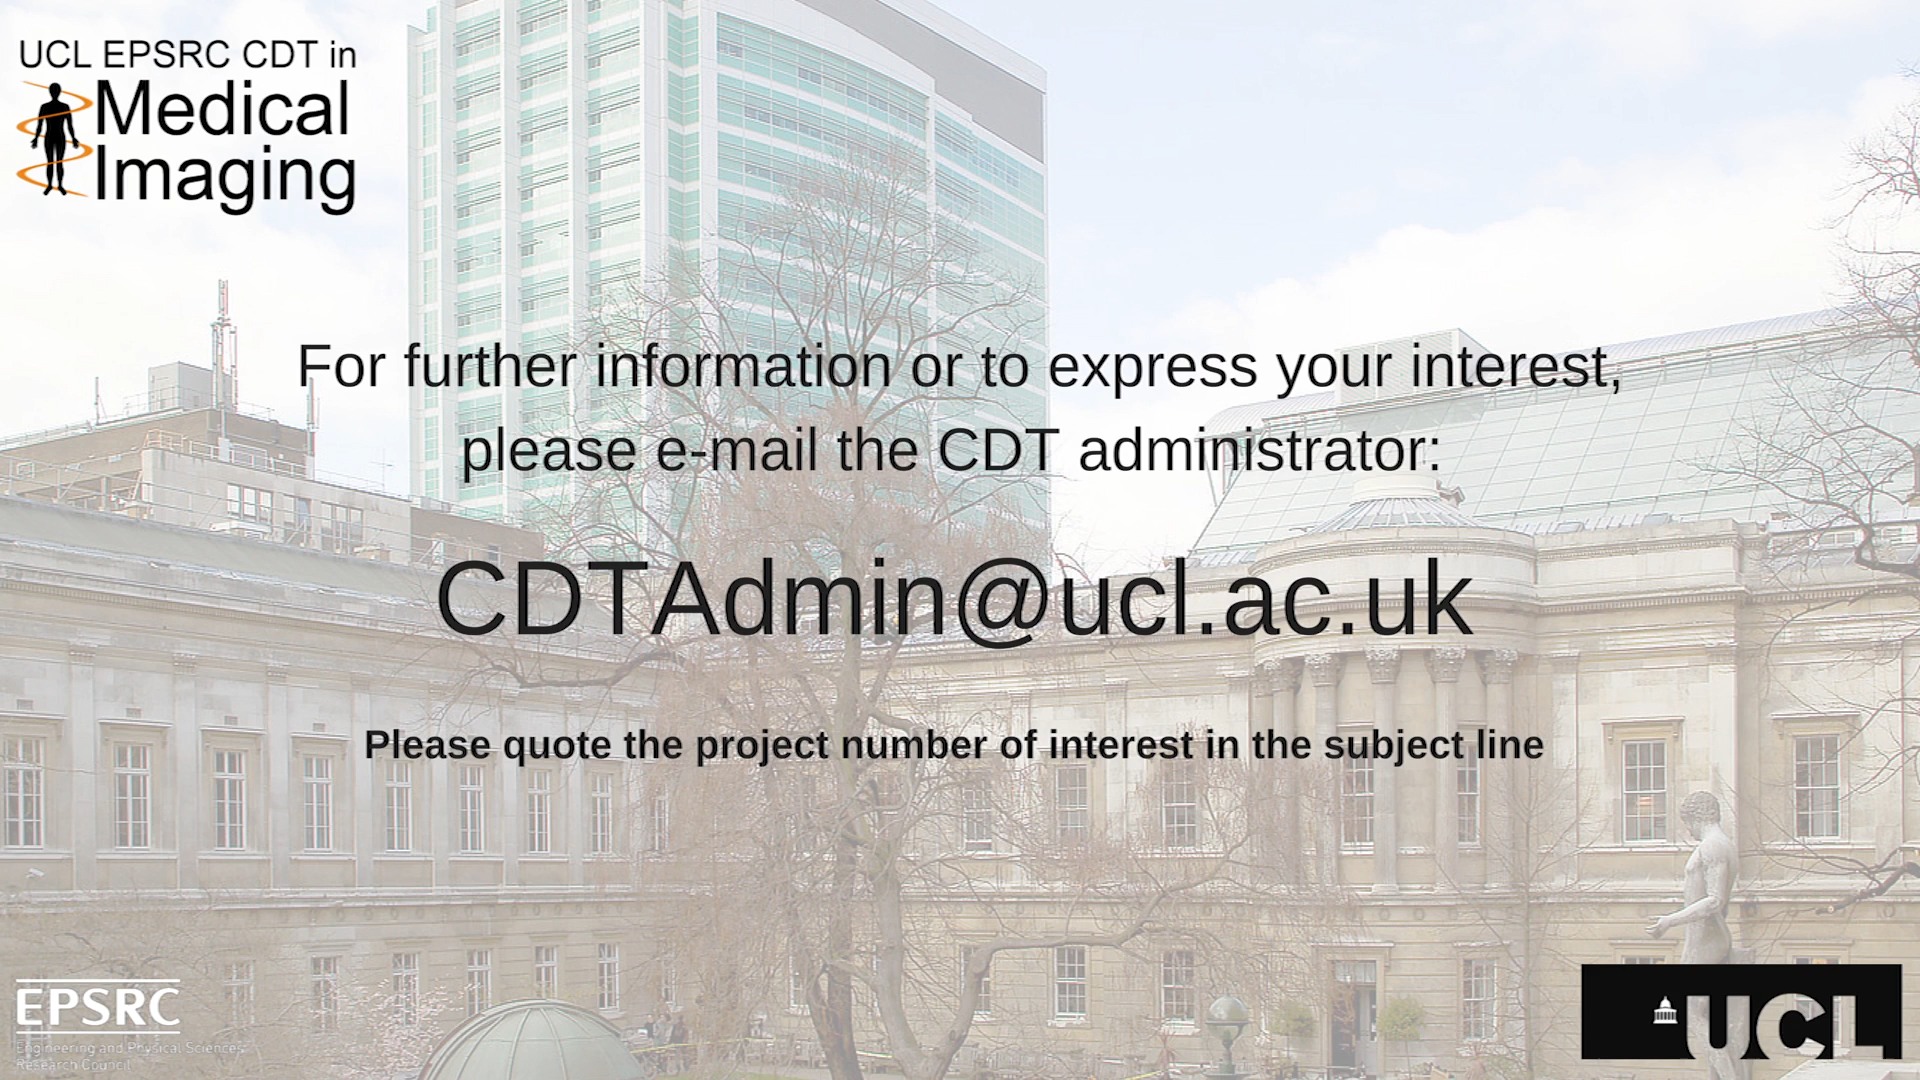 UCL EPSRC CDT in
Medical
Imaging
For further information or to express your interest,
please e-mail the CDT administrator:
CDTAdmin@ucl.ac.uk
Please quote the project number of interest in the subject line
EPSRC
Engineering and Physical Sciences
Research Council
UCL